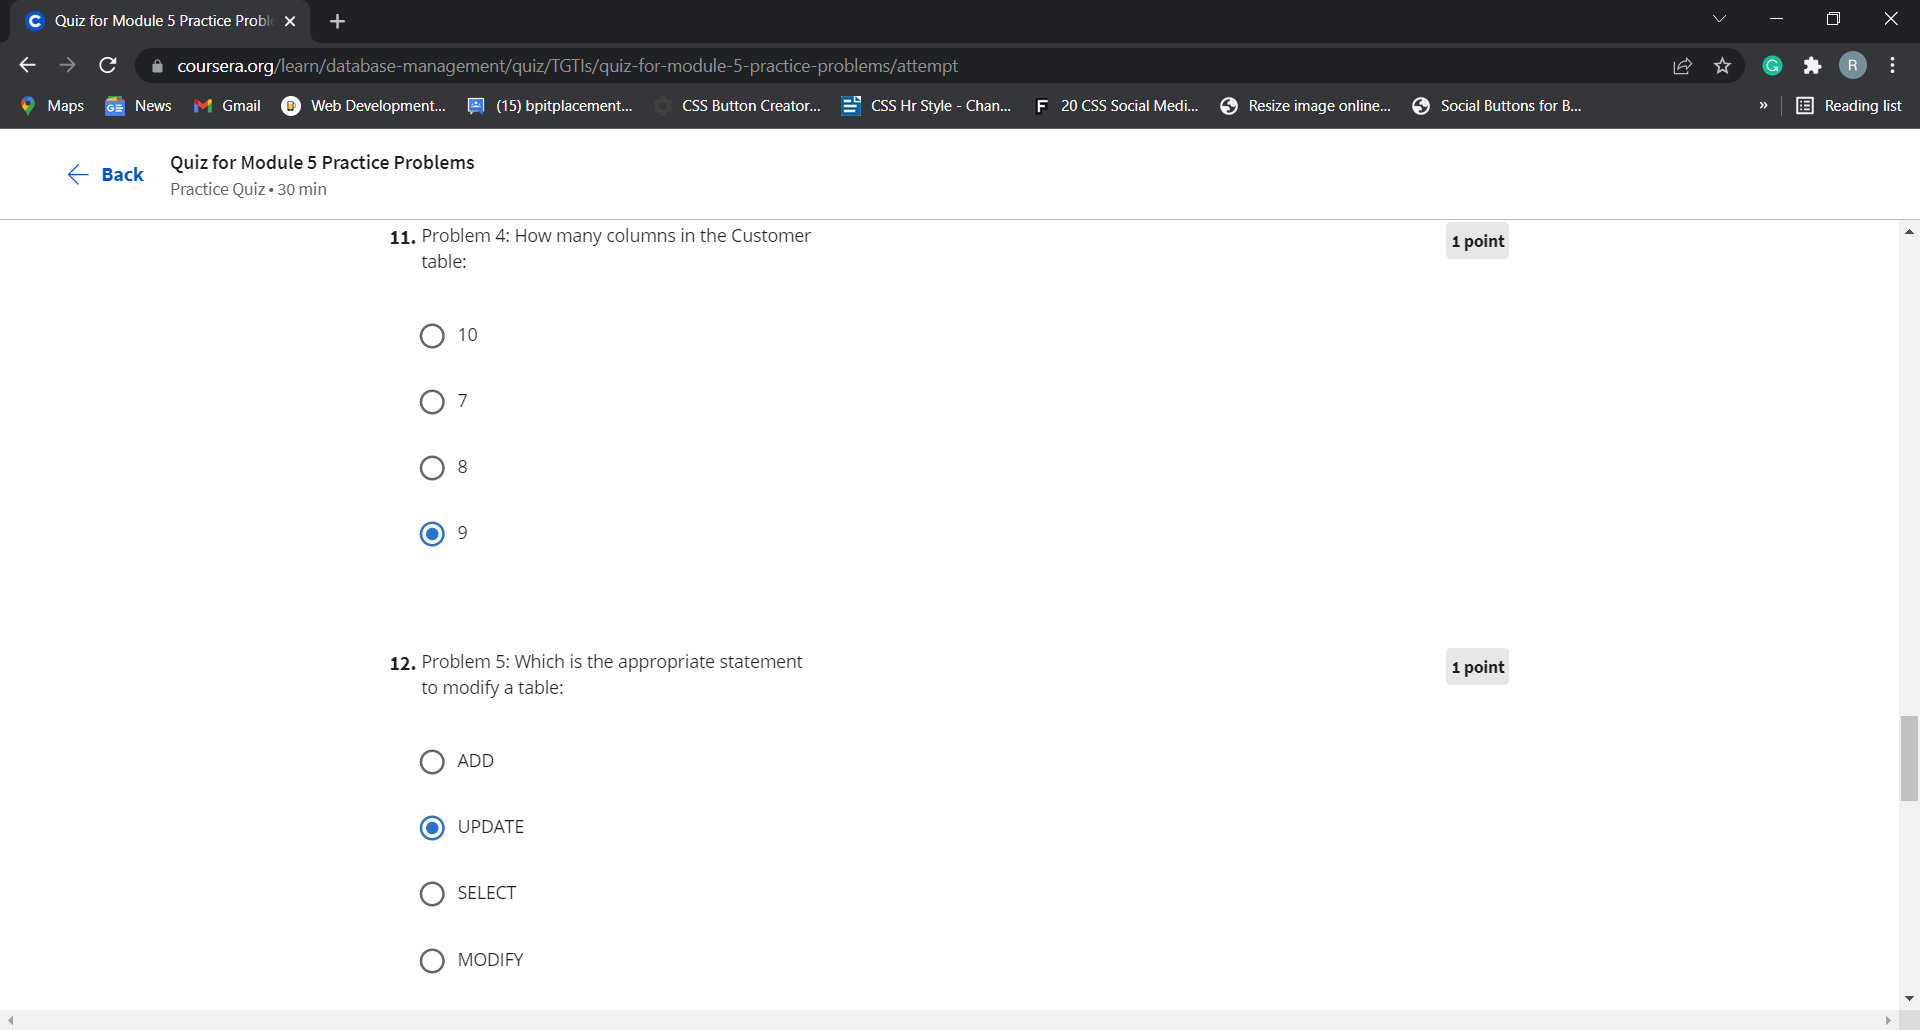 Quiz for Module 5 Practice Proble
coursera.org/learn/database-management/quiz/TGTIs/quiz-for-module-5-practice-problems/attempt
G
R
Maps
News
Gmail
Web Development...
(15) bpitplacement...
CSS Button Creator...
CSS Hr Style - Chan...
20 CSS Social Medi...
Resize image online...
Social Buttons for B...
»
Reading list
Back
Quiz for Module 5 Practice Problems
Practice Quiz • 30 min
11. Problem 4: How many columns in the Customer
table:
1 point
10
7
8
9
12. Problem 5: Which is the appropriate statement
to modify a table:
1 point
ADD
UPDATE
SELECT
MODIFY